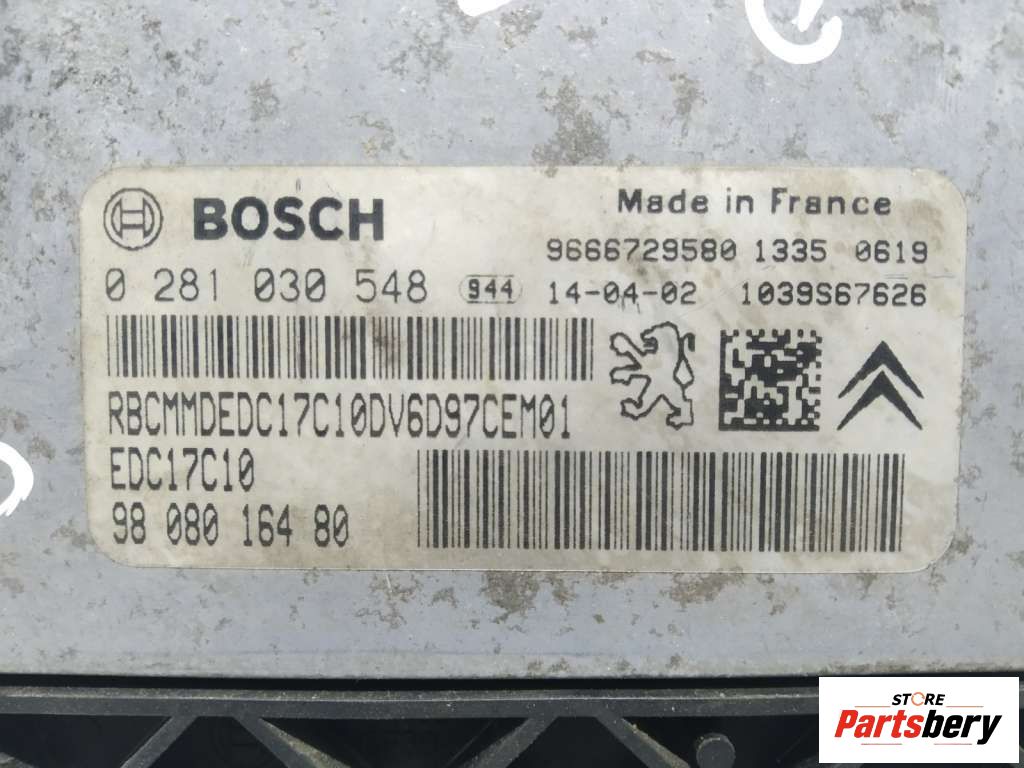 BOSCH
Made in France
9666729580 1335 0619
0 281 030 548 944 14-04-02 1039S67626
RBCMMDEDC17C10DV6D97CEM01
EDC17C10
98 080 164 80
STORE
Partsbery